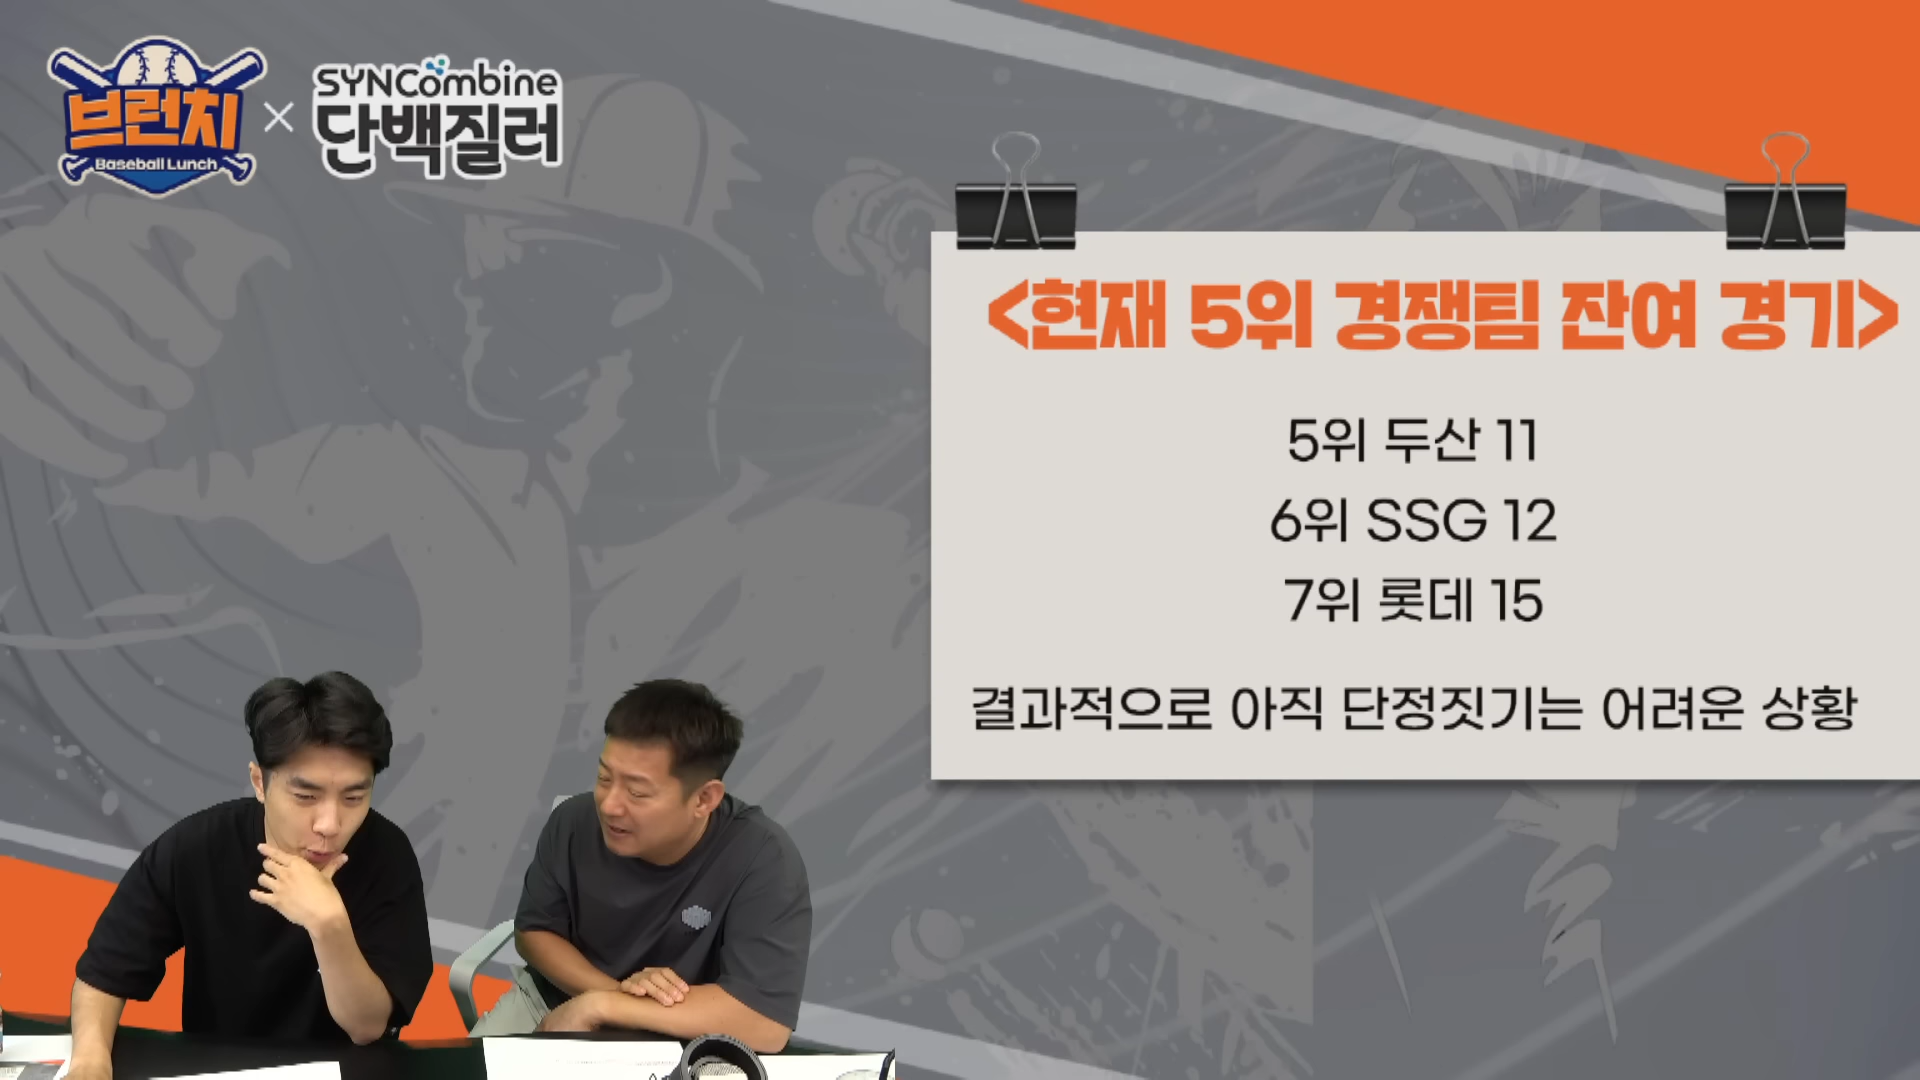 브런치
Baseball Lunch
×
SYNCombine
단백질러
<현재 5위 경쟁팀 잔여 경기>
5위 두산 11
6위 SSG 12
7위 롯데 15
결과적으로 아직 단정짓기는 어려운 상황